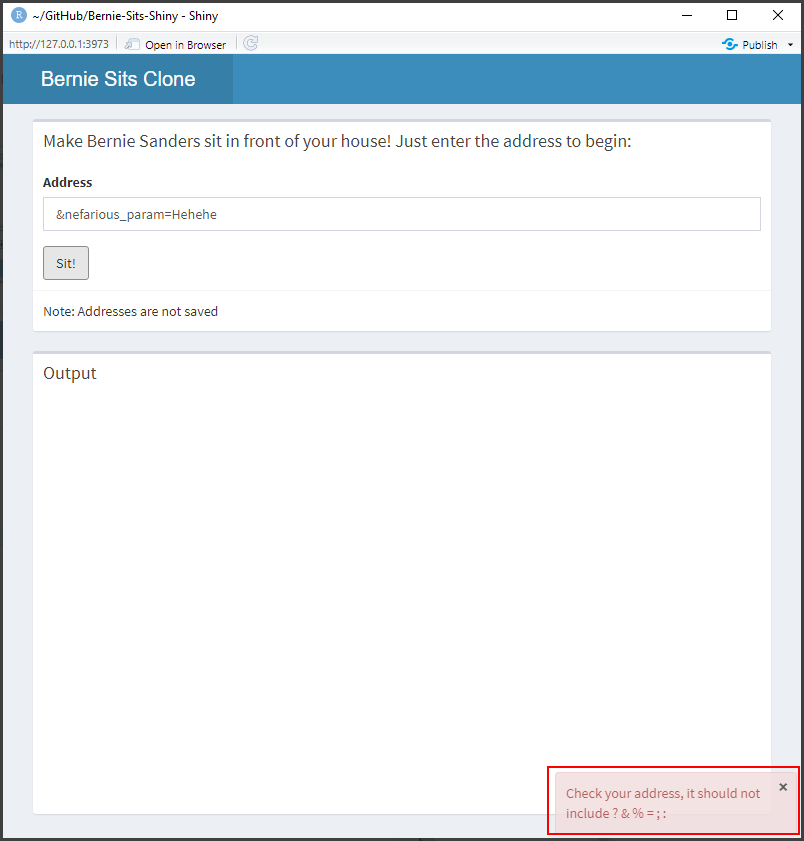 R ~/GitHub/Bernie-Sits-Shiny - Shiny
http://127.0.0.1:3973 Open in Browser Publish
Bernie Sits Clone
Make Bernie Sanders sit in front of your house! Just enter the address to begin:
Address
&nefarious_param=Hehehe
Sit!
Note: Addresses are not saved
Output
Check your address, it should not
include ? & % = ; :